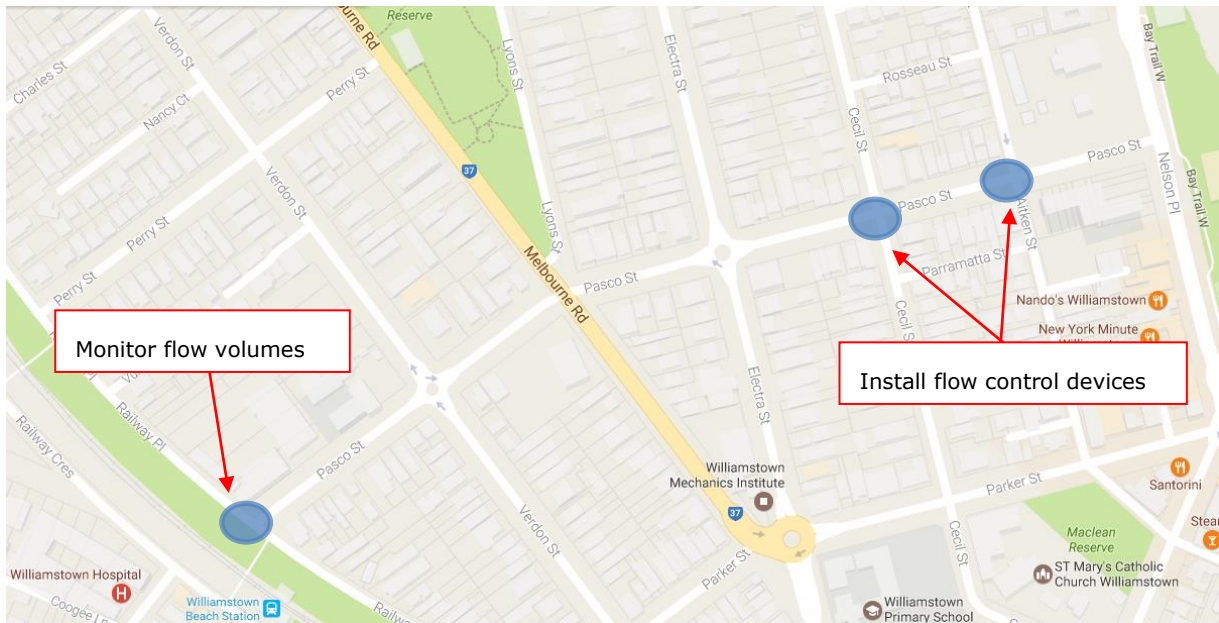 Reserve
Melbourne Rd
Verdon St
Charles St
Perry St
Nancy Ct
Lyons St
Electra St
Bay Trail W
Rosseau St
Cecil St
37
Pasco St
Nelson Pl
Bay Trail W
Verdon St
Pasco St
Aitken St
Perry St
Lyons St
Parramatta St
Melbourne Rd
Pasco St
Perry St
Nando's Williamstown
New York Minute
Cecil St
Monitor flow volumes
Install flow control devices
Railway Pl
Electra St
Railway Cres
Pasco St
Williamstown
Mechanics Institute
Parker St
Santorini
37
Verdon St
Cecil St
Maclean
Reserve
Parker St
Williamstown Hospital
H
ST Mary's Catholic
Church Williamstown
Coogee Ln
Williamstown
Beach Station
Williamstown
Primary School